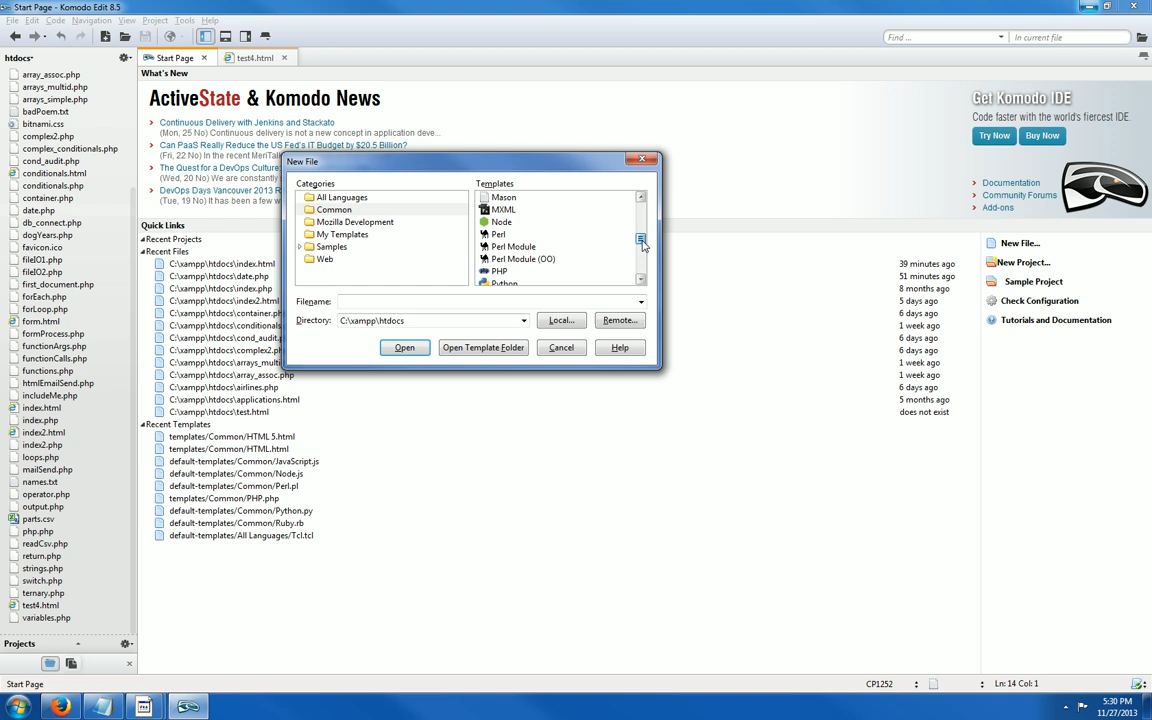 Start Page - Komodo Edit 8.5
File Edit Code Navigation View Project Tools Help
Find ...
In current file
htdocs
Start Page
test4.html
array_assoc.php
arrays_multid.php
arrays_simple.php
badPoem.txt
bitnami.css
complex2.php
complex_conditionals.php
cond_audit.php
conditionals.html
conditionals.php
container.php
date.php
db_connect.php
dogYears.php
favicon.ico
fileIO1.php
fileIO2.php
first_document.php
forEach.php
forLoop.php
form.html
formProcess.php
functionArgs.php
functionCalls.php
functions.php
htmlEmailSend.php
includeMe.php
index.html
index.php
index2.html
index2.php
loops.php
mailSend.php
names.txt
operator.php
output.php
parts.csv
php.php
readCsv.php
return.php
strings.php
switch.php
ternary.php
test4.html
variables.php
Projects
What's New
ActiveState & Komodo News
Continuous Delivery with Jenkins and Stackato
(Mon, 25 No) Continuous delivery is not a new concept in application deve...
Can PaaS Really Reduce the US Fed's IT Budget by $20.5 Billion?
(Fri, 22 No) In the recent MeriTal
The Quest for a DevOps Culture
(Wed, 20 No) We are constantly
DevOps Days Vancouver 2013 R
(Tue, 19 No) It has been a few we
Get Komodo IDE
Code faster with the world's fiercest IDE.
Try Now
Buy Now
Documentation
Community Forums
Add-ons
Quick Links
Recent Projects
Recent Files
C:\xampp\htdocs\index.html 39 minutes ago
C:\xampp\htdocs\date.php 51 minutes ago
C:\xampp\htdocs\index.php 8 months ago
C:\xampp\htdocs\index2.html 5 days ago
C:\xampp\htdocs\container.php 6 days ago
C:\xampp\htdocs\conditionals 1 week ago
C:\xampp\htdocs\cond_audit. 6 days ago
C:\xampp\htdocs\complex2.p 6 days ago
C:\xampp\htdocs\arrays_multi 1 week ago
C:\xampp\htdocs\array_assoc.php 1 week ago
C:\xampp\htdocs\airlines.php 6 days ago
C:\xampp\htdocs\applications.html 5 months ago
C:\xampp\htdocs\test.html does not exist
Recent Templates
templates/Common/HTML 5.html
templates/Common/HTML.html
default-templates/Common/JavaScript.js
default-templates/Common/Node.js
default-templates/Common/Perl.pl
templates/Common/PHP.php
default-templates/Common/Python.py
default-templates/Common/Ruby.rb
default-templates/All Languages/Tcl.tcl
New File...
New Project...
Sample Project
Check Configuration
Tutorials and Documentation
New File
Categories
All Languages
Common
Mozilla Development
My Templates
Samples
Web
Templates
Mason
MXML
Node
Perl
Perl Module
Perl Module (OO)
PHP
Python
Filename:
Directory: C:\xampp\htdocs
Local...
Remote...
Open
Open Template Folder
Cancel
Help
Start Page
CP1252
Ln: 14 Col: 1
5:30 PM
11/27/2013